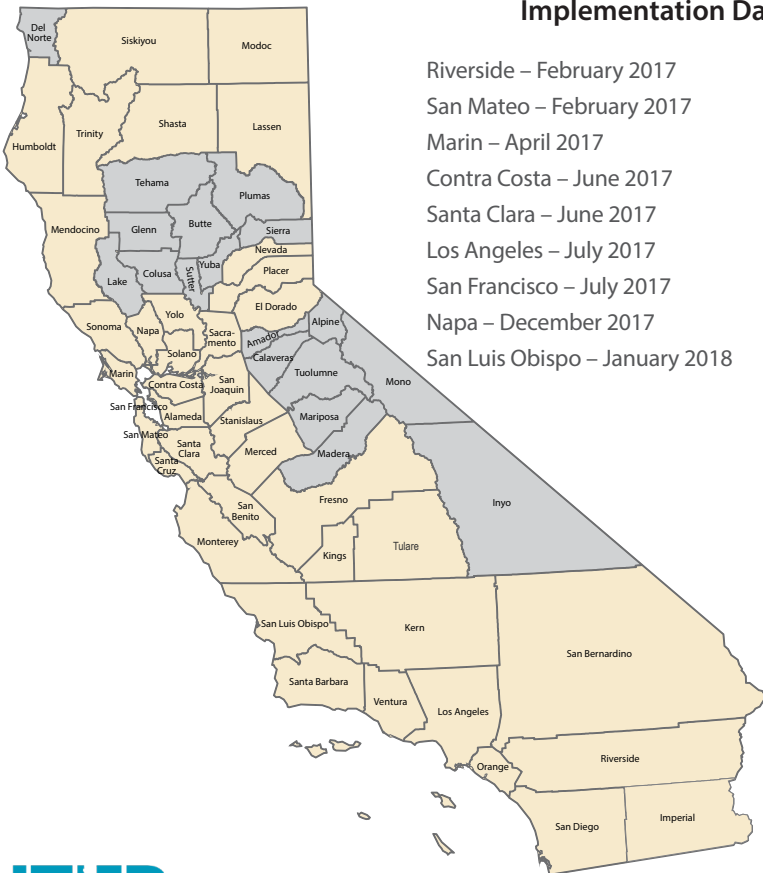 Implementation Da
Riverside – February 2017
San Mateo – February 2017
Marin – April 2017
Contra Costa – June 2017
Santa Clara – June 2017
Los Angeles – July 2017
San Francisco – July 2017
Napa – December 2017
San Luis Obispo – January 2018
Del
Norte
Siskiyou
Modoc
Humboldt
Trinity
Shasta
Lassen
Tehama
Plumas
Mendocino
Glenn
Butte
Sierra
Nevada
Lake
Colusa
Sutter
Yuba
Placer
El Dorado
Sonoma
Napa
Yolo
Sacra-
mento
Amador
Alpine
Solano
Calaveras
Tuolumne
Mono
Marin
Contra Costa
San
Joaquin
San Francisco
Alameda
Stanislaus
Mariposa
San Mateo
Santa
Clara
Merced
Madera
Santa
Cruz
Fresno
Inyo
San
Benito
Monterey
Kings
Tulare
San Luis Obispo
Kern
San Bernardino
Santa Barbara
Ventura
Los Angeles
Orange
Riverside
San Diego
Imperial